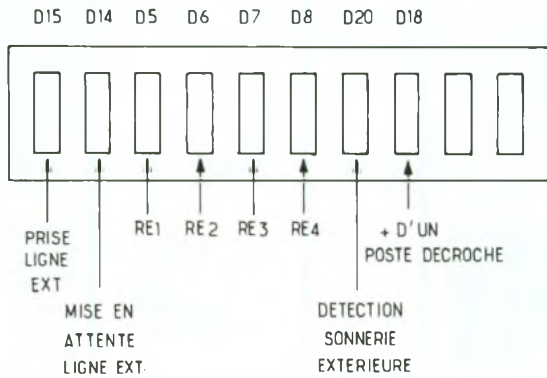 D15 D14 D5 D6 D7 D8 D20 D18
RE1 RE2 RE3 RE4
PRISE
LIGNE
EXT
+ D'UN
POSTE DECROCHE
MISE EN
ATTENTE
LIGNE EXT.
DETECTION
SONNERIE
EXTERIEURE